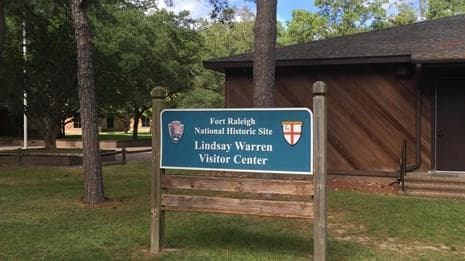 Fort Raleigh
National Historic Site
Lindsay Warren
Visitor Center